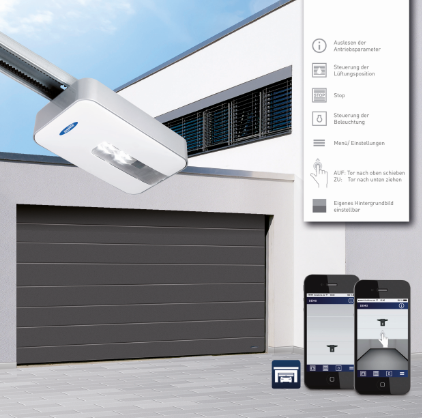 Auslesen der
Antriebsparameter
Steuerung der
Lüftungsposition
Stop
Steuerung der
Beleuchtung
Menü/ Einstellungen
AUF: Tor nach oben schieben
ZU: Tor nach unten ziehen
Eigenes Hintergrundbild
einstellbar